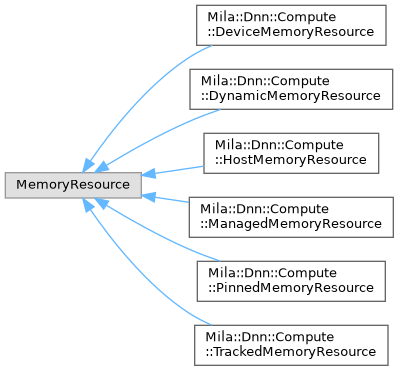 Mila::Dnn::Compute
::DeviceMemoryResource
Mila::Dnn::Compute
::DynamicMemoryResource
Mila::Dnn::Compute
::HostMemoryResource
MemoryResource
Mila::Dnn::Compute
::ManagedMemoryResource
Mila::Dnn::Compute
::PinnedMemoryResource
Mila::Dnn::Compute
::TrackedMemoryResource